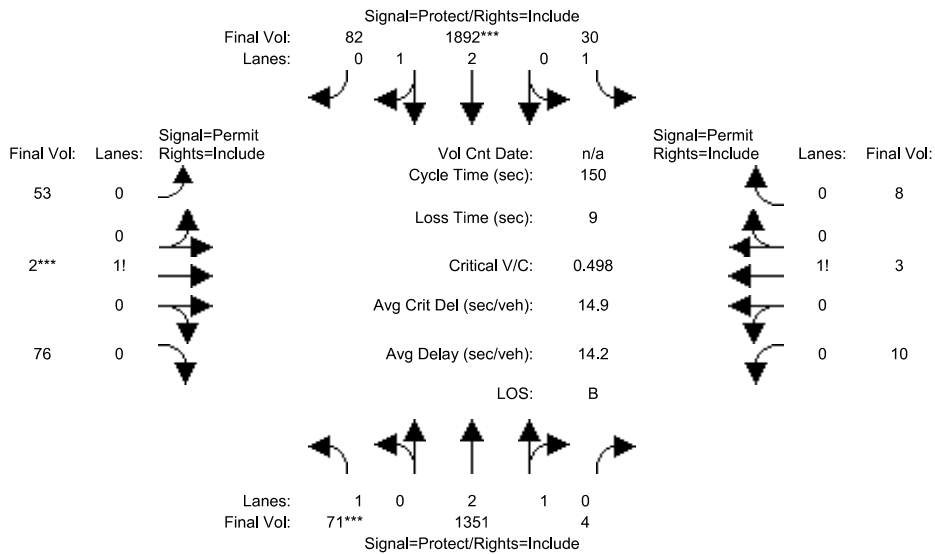 Signal=Protect/Rights=Include
Final Vol: 82 1892*** 30
Lanes: 0 1 2 0 1
Signal=Permit
Final Vol: Lanes: Rights=Include
Vol Cnt Date: n/a
Signal=Permit
Rights=Include Lanes: Final Vol:
Cycle Time (sec): 150
53 0
0 8
Loss Time (sec): 9
0
0
2*** 1!
Critical V/C: 0.498
1! 3
0
Avg Crit Del (sec/veh): 14.9
0
76 0
Avg Delay (sec/veh): 14.2
0 10
LOS: B
Lanes: 1 0 2 1 0
Final Vol: 71*** 1351 4
Signal=Protect/Rights=Include